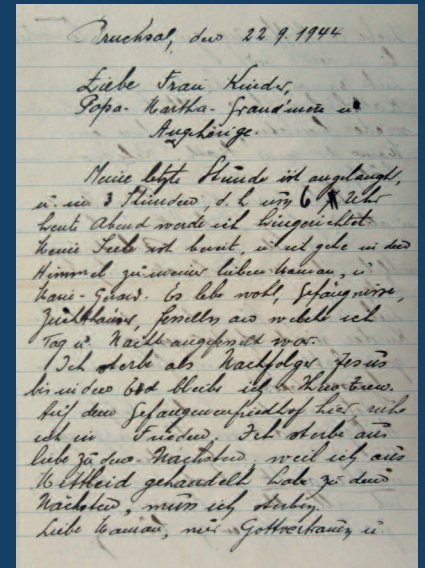 Bruchsal, den 22.9.1944
Liebe Frau Kinder,
Papa - Martha - Grand'mère u.
Angehörige.
Meine letzte Stunde ist angelangt,
u. in 3 Stunden, d.h. um 6 Uhr
heute Abend werde ich hingerichtet
Meine Seele ist bereit, u. ich gehe in den
Himmel zu meiner lieben Maman, u.
Marie - Gérard. Es lebe wohl, Gefängnisse,
Zuchthäuser, Fesseln an welche ich
Tag u. Nacht angefesselt war.
Ich sterbe als Nachfolger Jesus
bis in den Tod bleibe ich Ihm treu.
Auf dem Gefangenenfriedhof hier ruhe
ich in Frieden. Ich sterbe aus
liebe zu den Nächsten, weil ich aus
Mitleid gehandelt habe zu dem
Nächsten, muss ich sterben.
Liebe Maman, nur Gottvertrauen u.